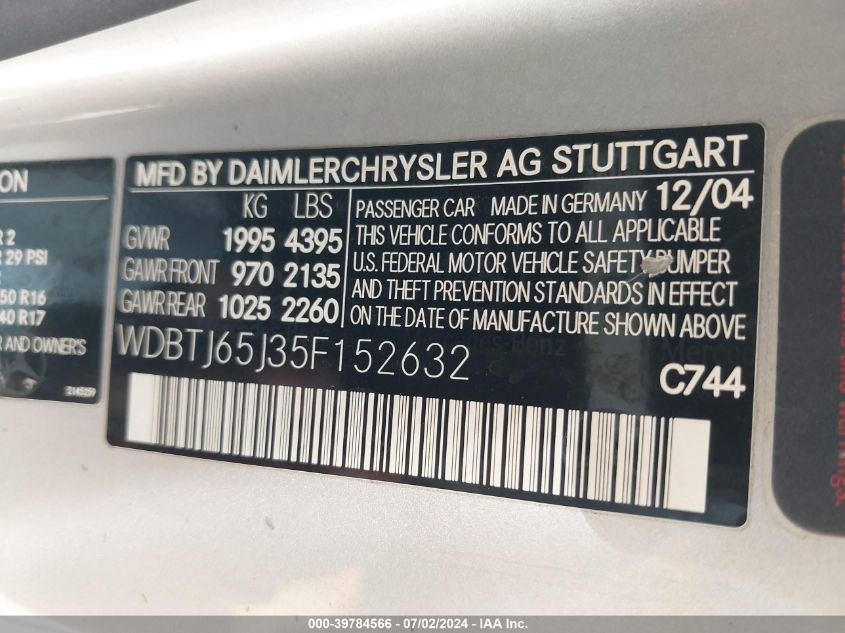 ON
R 2
R 29 PSI
50 R16
40 R17
R AND OWNER'S
2145259
MFD BY DAIMLERCHRYSLER AG STUTTGART
KG LBS
GVWR 1995 4395
GAWR FRONT 970 2135
GAWR REAR 1025 2260
PASSENGER CAR MADE IN GERMANY 12/04
THIS VEHICLE CONFORMS TO ALL APPLICABLE
U.S. FEDERAL MOTOR VEHICLE SAFETY BUMPER
AND THEFT PREVENTION STANDARDS IN EFFECT
ON THE DATE OF MANUFACTURE SHOWN ABOVE
WDBTJ65J35F152632
C744
000-39784566 - 07/02/2024 - IAA Inc.